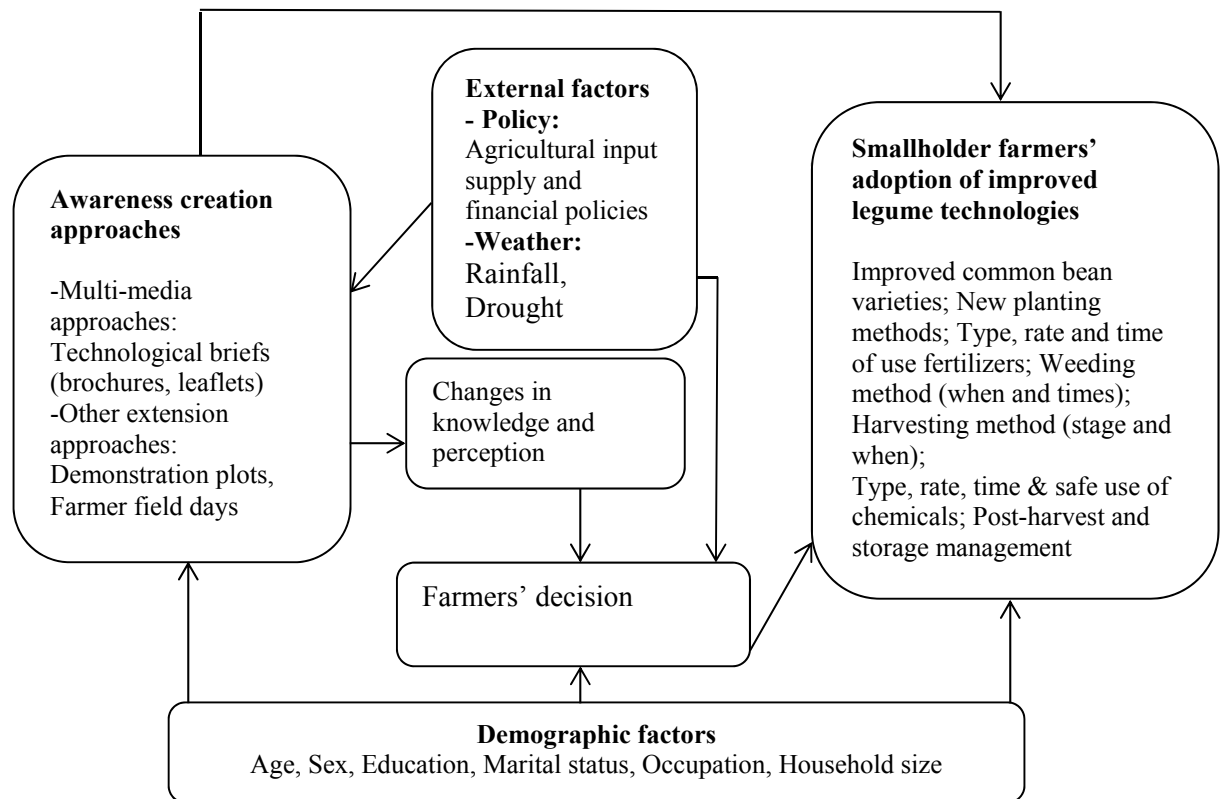 External factors
- Policy:
Agricultural input
supply and
financial policies
-Weather:
Rainfall,
Drought
Awareness creation
approaches
-Multi-media
approaches:
Technological briefs
(brochures, leaflets)
-Other extension
approaches:
Demonstration plots,
Farmer field days
Changes in
knowledge and
perception
Farmers’ decision
Smallholder farmers’
adoption of improved
legume technologies
Improved common bean
varieties; New planting
methods; Type, rate and time
of use fertilizers; Weeding
method (when and times);
Harvesting method (stage and
when);
Type, rate, time & safe use of
chemicals; Post-harvest and
storage management
Demographic factors
Age, Sex, Education, Marital status, Occupation, Household size